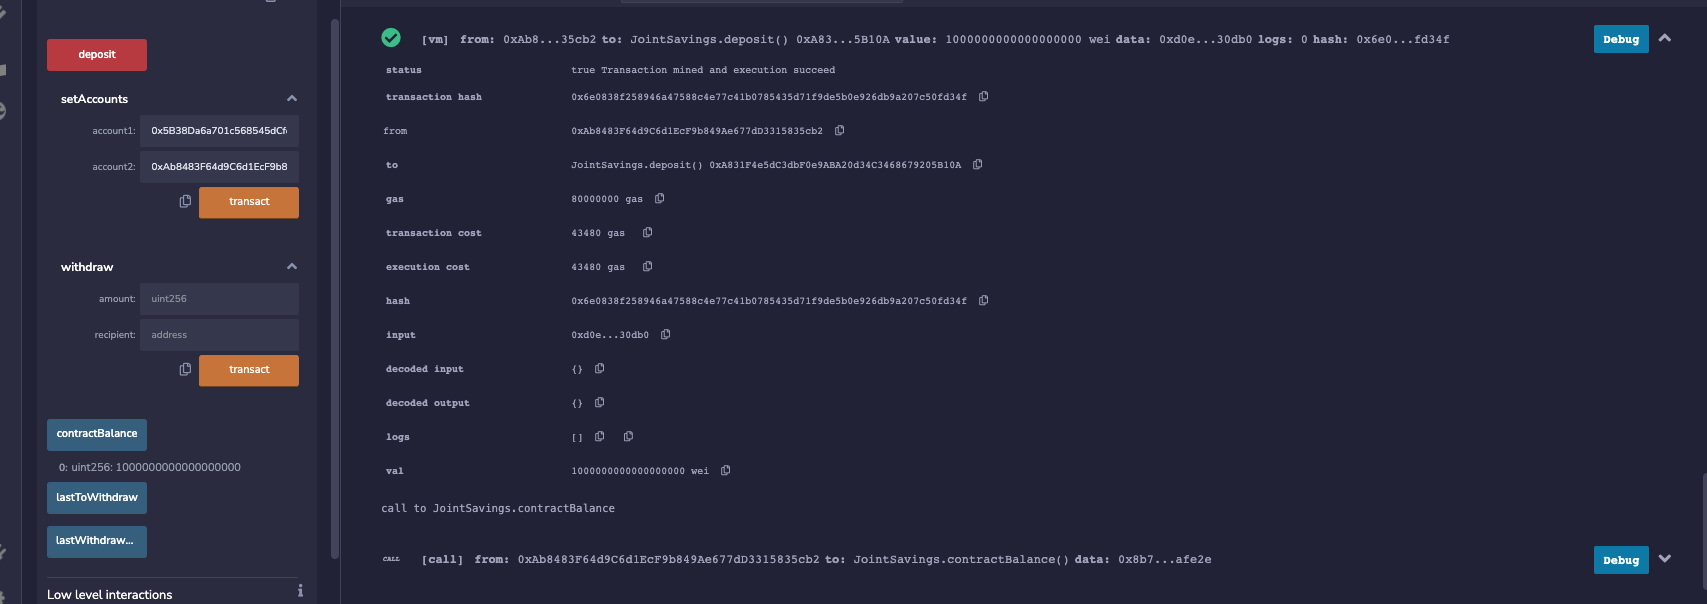 deposit
setAccounts
account1: 0x5B38Da6a701c568545dCf
account2: 0xAb8483F64d9C6d1EcF9b8
transact
withdraw
amount: uint256
recipient: address
transact
contractBalance
0: uint256: 1000000000000000000
lastToWithdraw
lastWithdraw...
Low level interactions
i
[vm] from: 0xAb8...35cb2 to: JointSavings.deposit() 0xA83...5B10A value: 1000000000000000000 wei data: 0xd0e...30db0 logs: 0 hash: 0x6e0...fd34f
Debug
status true Transaction mined and execution succeed
transaction hash 0x6e0838f258946a47588c4e77c41b0785435d71f9de5b0e926db9a207c50fd34f
from 0xAb8483F64d9C6d1EcF9b849Ae677dD3315835cb2
to JointSavings.deposit() 0xA831F4e5dC3dbF0e9ABA20d34C3468679205B10A
gas 80000000 gas
transaction cost 43480 gas
execution cost 43480 gas
hash 0x6e0838f258946a47588c4e77c41b0785435d71f9de5b0e926db9a207c50fd34f
input 0xd0e...30db0
decoded input {}
decoded output {}
logs []
val 1000000000000000000 wei
call to JointSavings.contractBalance
CALL [call] from: 0xAb8483F64d9C6d1EcF9b849Ae677dD3315835cb2 to: JointSavings.contractBalance() data: 0x8b7...afe2e
Debug